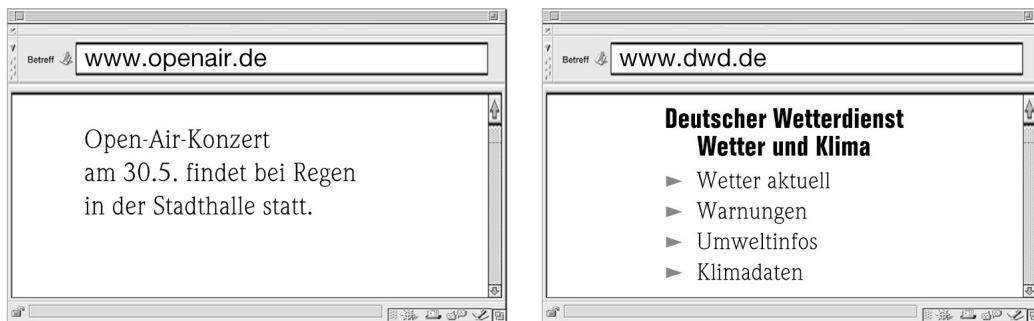 Betreff www.openair.de
Open-Air-Konzert
am 30.5. findet bei Regen
in der Stadthalle statt.
Betreff www.dwd.de
Deutscher Wetterdienst
Wetter und Klima
► Wetter aktuell
► Warnungen
► Umweltinfos
► Klimadaten